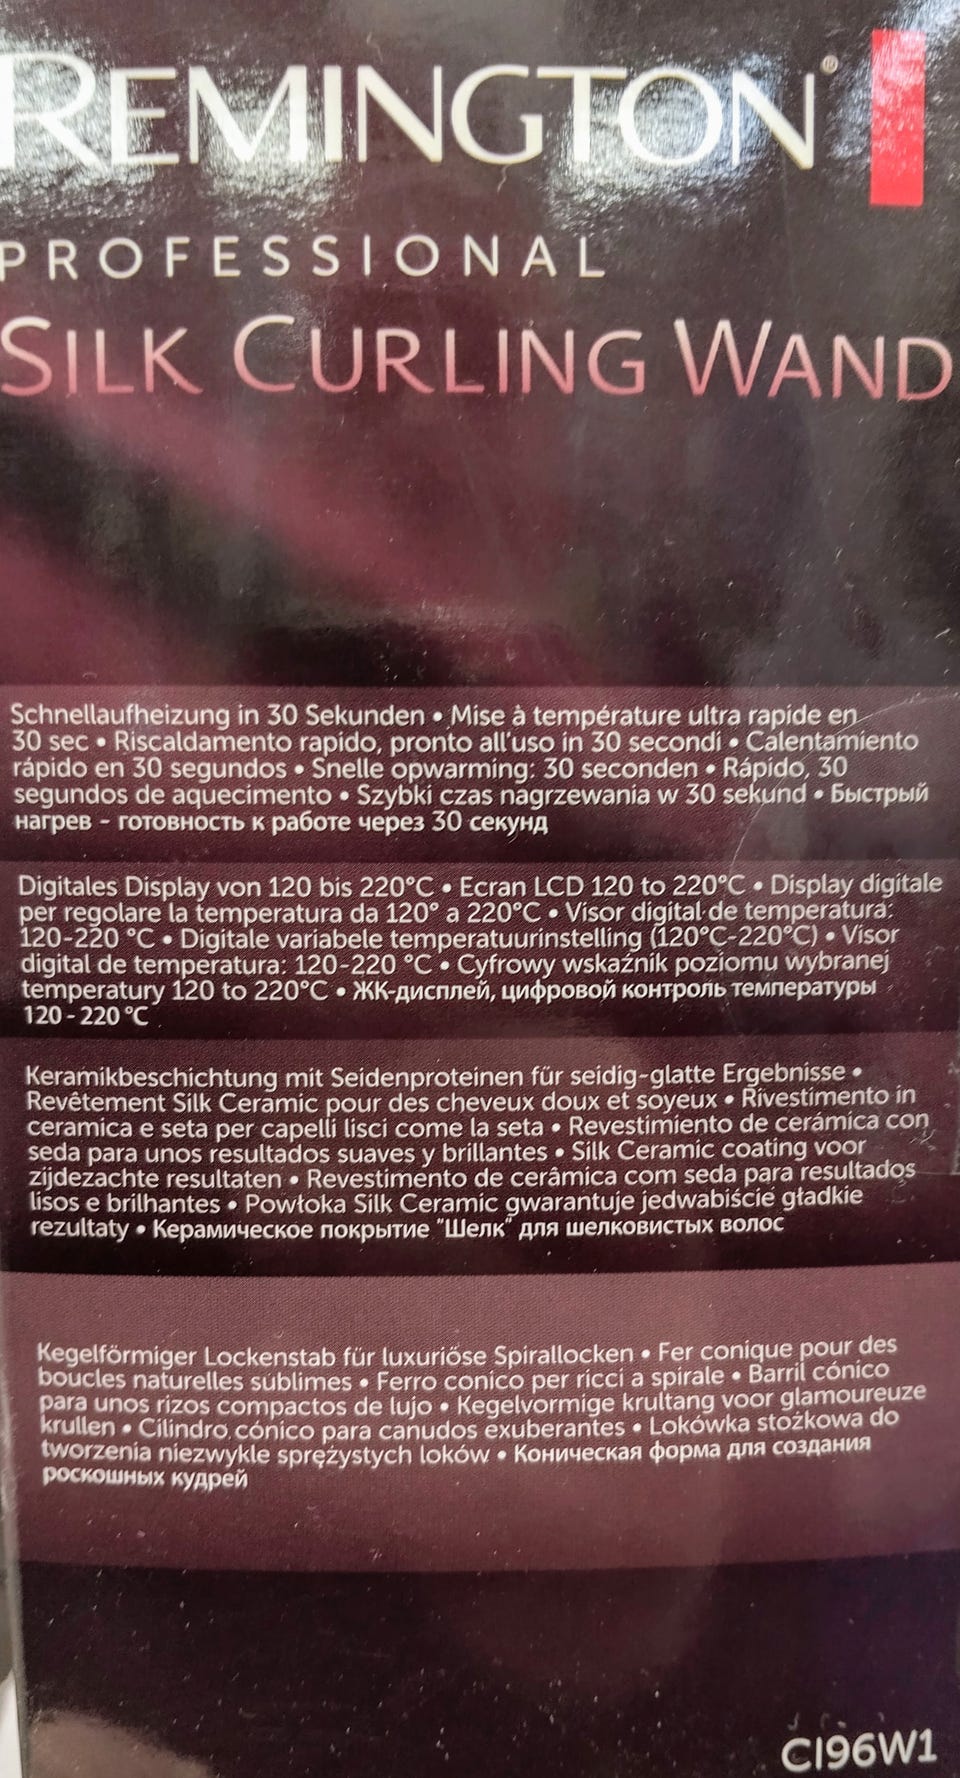 REMINGTON®
PROFESSIONAL
SILK CURLING WAND
Schnellaufheizung in 30 Sekunden • Mise à température ultra rapide en
30 sec • Riscaldamento rapido, pronto all'uso in 30 secondi • Calentamiento
rápido en 30 segundos • Snelle opwarming: 30 seconden • Rápido, 30
segundos de aquecimento • Szybki czas nagrzewania w 30 sekund • Быстрый
нагрев - готовность к работе через 30 секунд
Digitales Display von 120 bis 220°C • Ecran LCD 120 to 220°C • Display digitale
per regolare la temperatura da 120° a 220°C • Visor digital de temperatura:
120-220 °C • Digitale variabele temperatuurinstelling (120°C-220°C) • Visor
digital de temperatura: 120-220 °C • Cyfrowy wskaźnik poziomu wybranej
temperatury 120 to 220°C • ЖК-дисплей, цифровой контроль температуры
120 - 220 °C
Keramikbeschichtung mit Seidenproteinen für seidig-glatte Ergebnisse •
Revêtement Silk Ceramic pour des cheveux doux et soyeux • Rivestimento in
ceramica e seta per capelli lisci come la seta • Revestimiento de cerámica con
seda para unos resultados suaves y brillantes • Silk Ceramic coating voor
zijdezachte resultaten • Revestimento de cerâmica com seda para resultados
lisos e brilhantes • Powłoka Silk Ceramic gwarantuje jedwabiście gładkie
rezultaty • Керамическое покрытие "Шелк" для шелковистых волос
Kegelförmiger Lockenstab für luxuriöse Spirallocken • Fer conique pour des
boucles naturelles sublimes • Ferro conico per ricci a spirale • Barril cónico
para unos rizos compactos de lujo • Kegelvormige krultang voor glamoureuze
krullen • Cilindro cónico para canudos exuberantes • Lokówka stożkowa do
tworzenia niezwykle sprężystych loków • Коническая форма для создания
роскошных кудрей
CI96W1